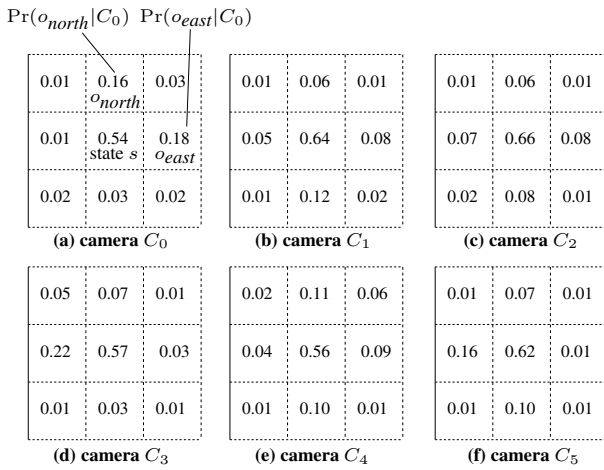 Pr(o_north|C_0) Pr(o_east|C_0)
0.01 0.16 0.03 0.01 0.06 0.01 0.01 0.06 0.01
o_north
0.01 0.54 0.18 0.05 0.64 0.08 0.07 0.66 0.08
state s o_east
0.02 0.03 0.02 0.01 0.12 0.02 0.02 0.08 0.01
(a) camera C_0 (b) camera C_1 (c) camera C_2
0.05 0.07 0.01 0.02 0.11 0.06 0.01 0.07 0.01
0.22 0.57 0.03 0.04 0.56 0.09 0.16 0.62 0.01
0.01 0.03 0.01 0.01 0.10 0.01 0.01 0.10 0.01
(d) camera C_3 (e) camera C_4 (f) camera C_5